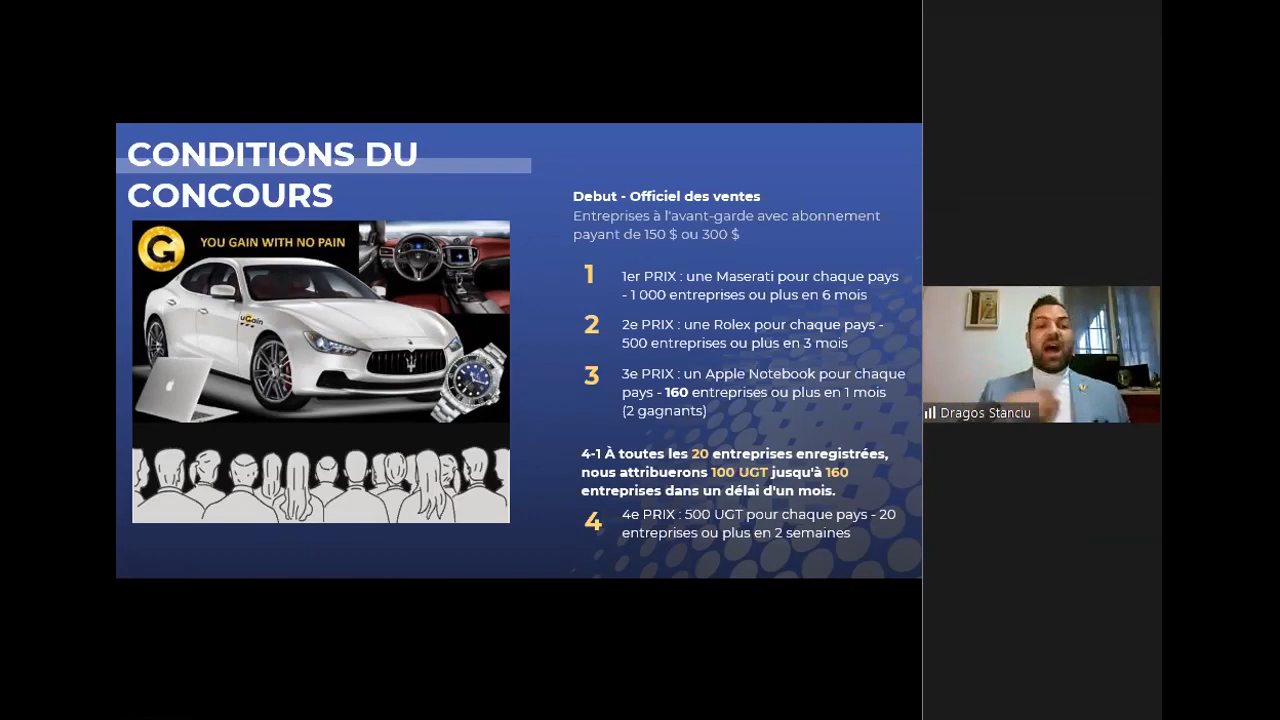 CONDITIONS DU
CONCOURS
YOU GAIN WITH NO PAIN
uGain
Debut - Officiel des ventes
Entreprises à l'avant-garde avec abonnement
payant de 150 $ ou 300 $
1
1er PRIX : une Maserati pour chaque pays
- 1 000 entreprises ou plus en 6 mois
2
2e PRIX : une Rolex pour chaque pays -
500 entreprises ou plus en 3 mois
3
3e PRIX : un Apple Notebook pour chaque
pays - 160 entreprises ou plus en 1 mois
(2 gagnants)
4-1 À toutes les 20 entreprises enregistrées,
nous attribuerons 100 UGT jusqu'à 160
entreprises dans un délai d'un mois.
4
4e PRIX : 500 UGT pour chaque pays - 20
entreprises ou plus en 2 semaines
Dragos Stanciu